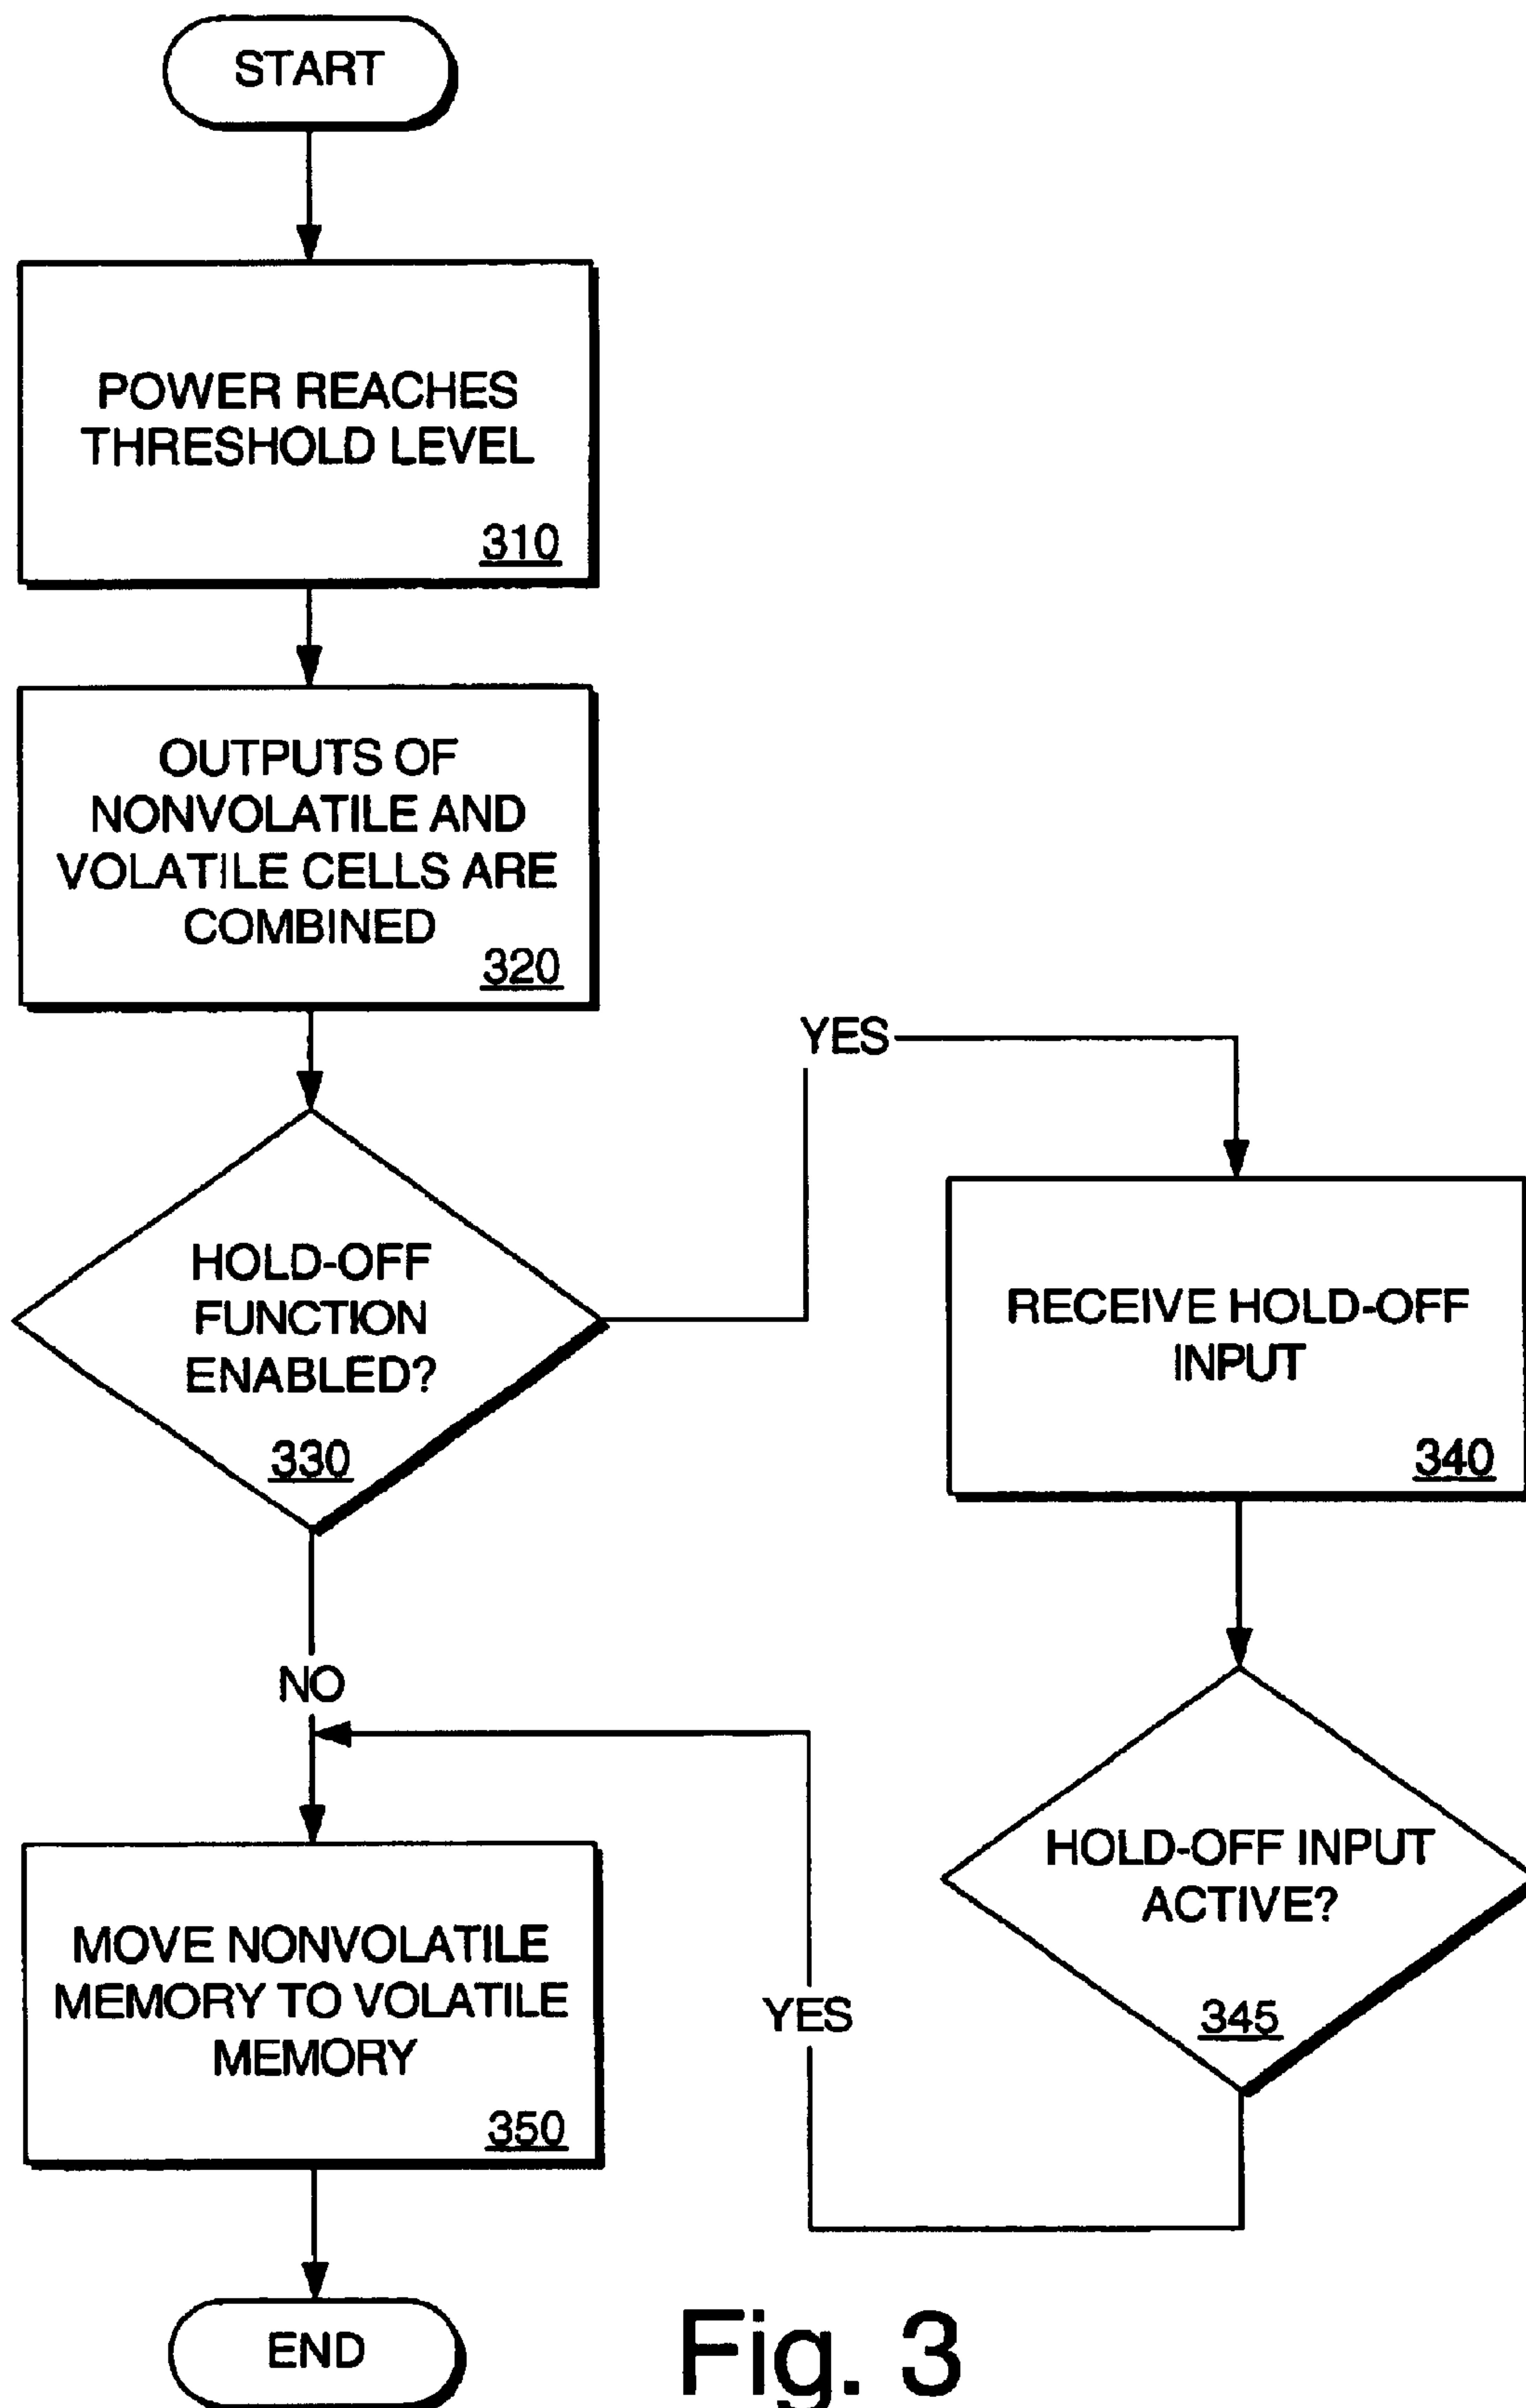 START
POWER REACHES
THRESHOLD LEVEL
310
OUTPUTS OF
NONVOLATILE AND
VOLATILE CELLS ARE
COMBINED
320
YES
HOLD-OFF
FUNCTION
ENABLED?
330
RECEIVE HOLD-OFF
INPUT
340
NO
HOLD-OFF INPUT
ACTIVE?
345
YES
MOVE NONVOLATILE
MEMORY TO VOLATILE
MEMORY
350
END
Fig. 3